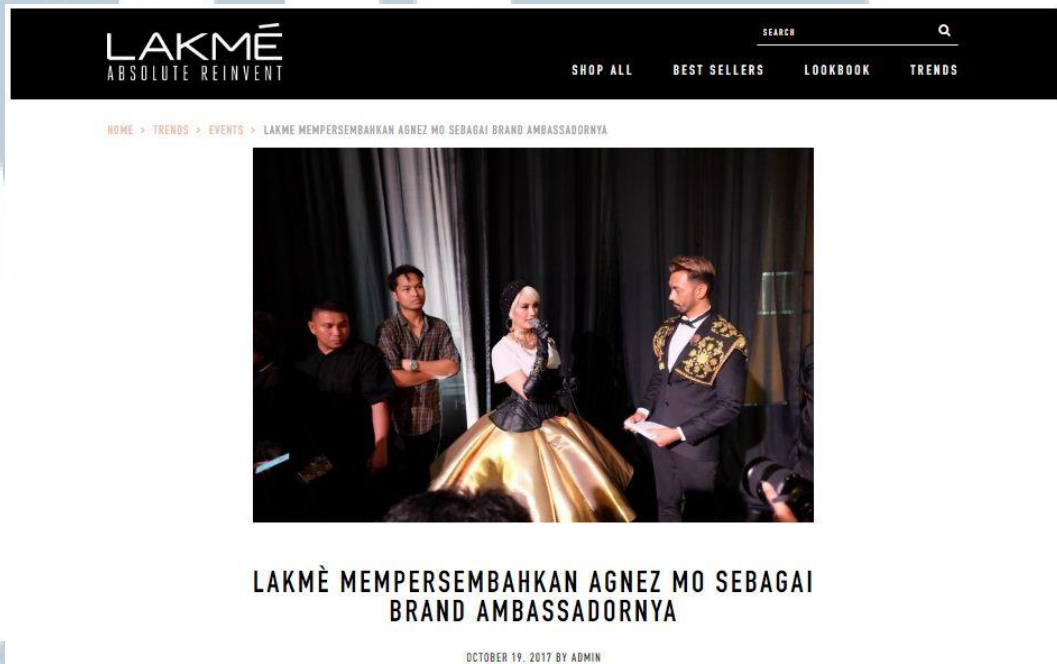 LAKMÉ
ABSOLUTE REINVENT
SEARCH
SHOP ALL BEST SELLERS LOOKBOOK TRENDS
HOME > TRENDS > EVENTS > LAKME MEMPERSEMBAHKAN AGNEZ MO SEBAGAI BRAND AMBASSADORNYA
LAKMÈ MEMPERSEMBAHKAN AGNEZ MO SEBAGAI
BRAND AMBASSADORNYA
OCTOBER 19, 2017 BY ADMIN